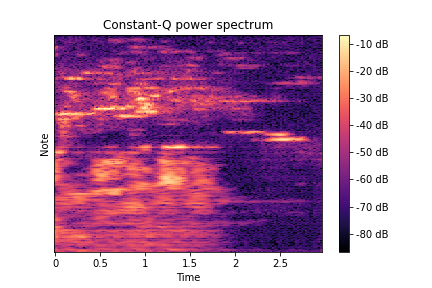 Constant-Q power spectrum
-10 dB
-20 dB
-30 dB
-40 dB
-50 dB
-60 dB
-70 dB
-80 dB
Note
0
0.5
1
1.5
2
2.5
Time